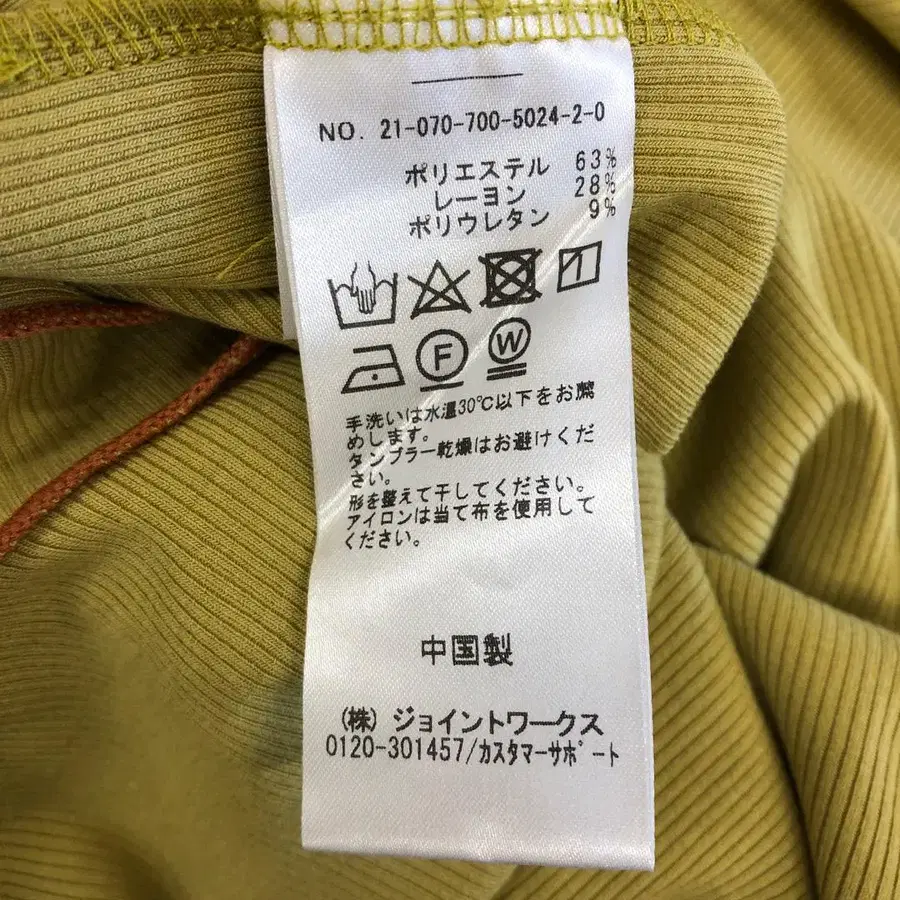 NO. 21-070-700-5024-2-0
ポリエステル 63%
レーヨン 28%
ポリウレタン 9%
F W
手洗いは水温30℃以下をお薦
めします。
タンブラー乾燥はお避けくだ
さい。
形を整えて干してください。
アイロンは当て布を使用して
ください。
中国製
(株)ジョイントワークス
0120-301457/カスタマーサポート